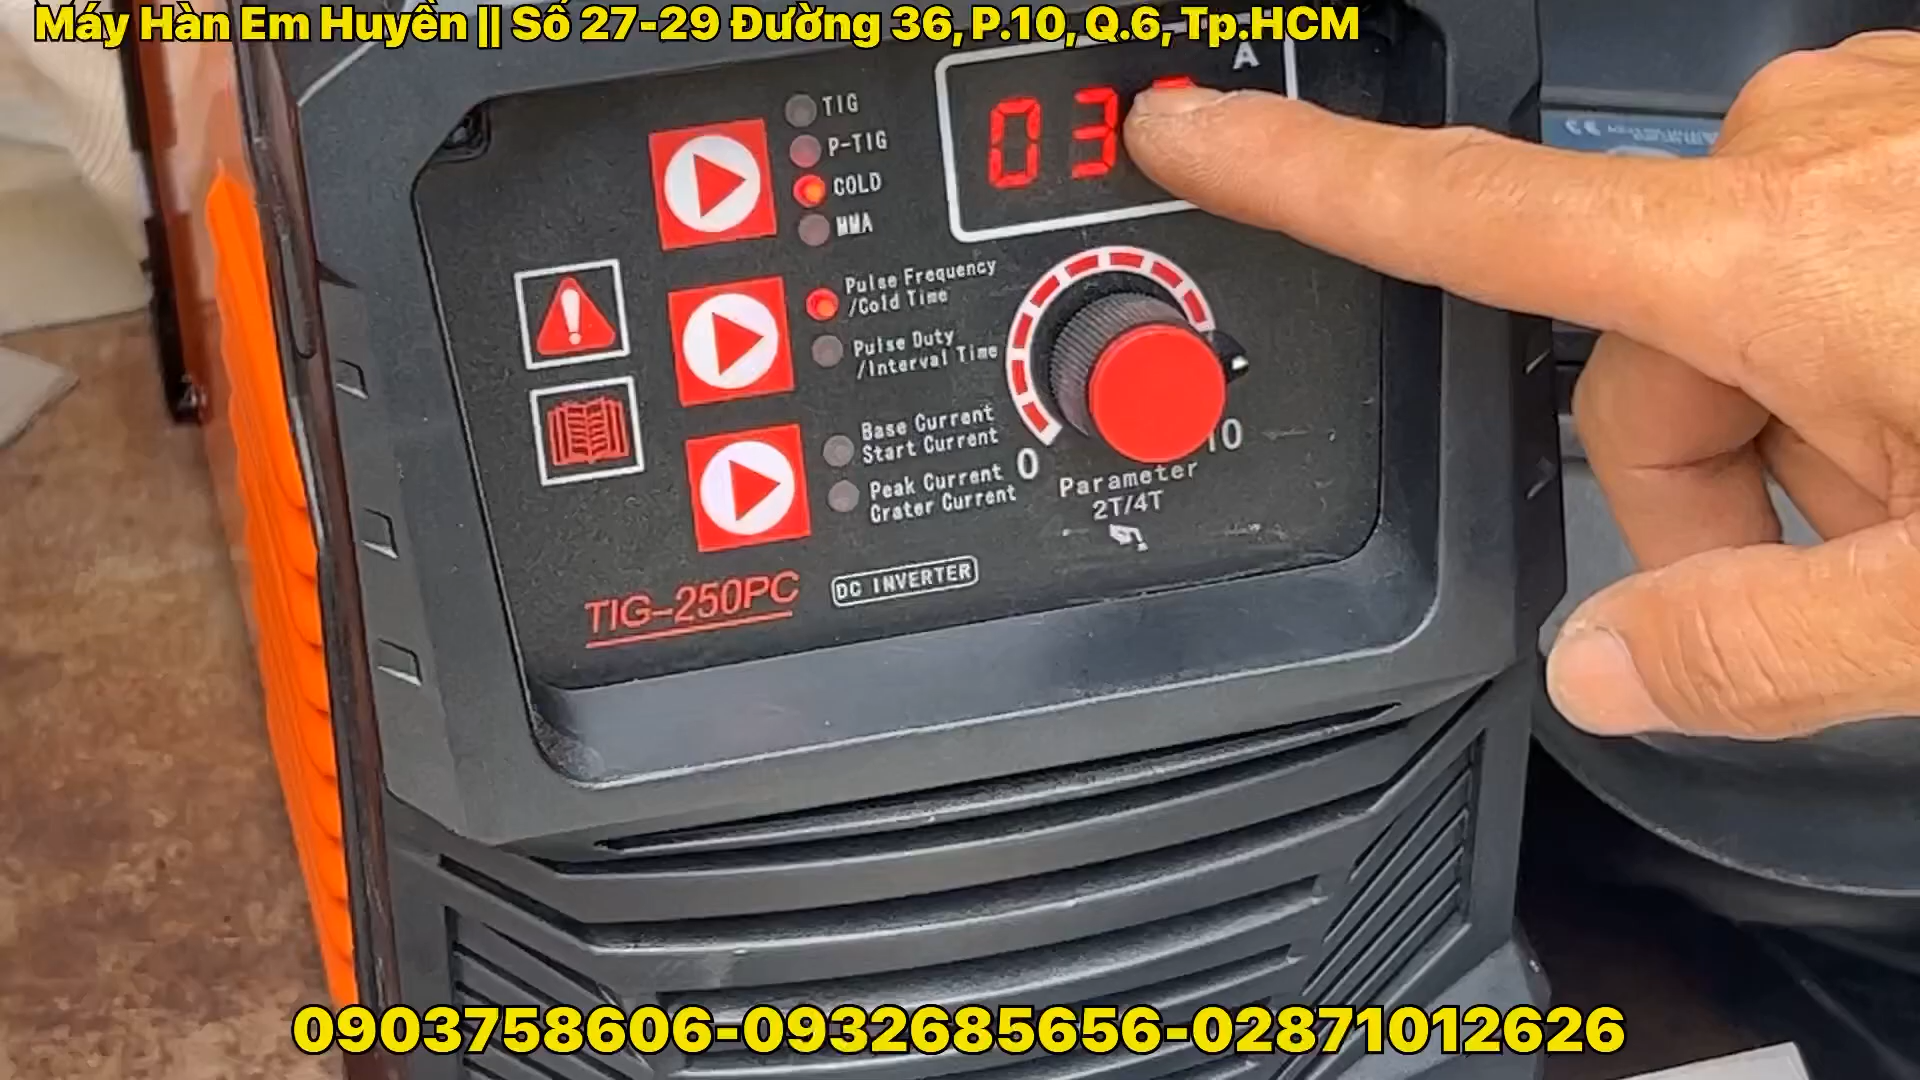 Máy Hàn Em Huyền || Số 27-29 Đường 36, P.10, Q.6, Tp.HCM
A
03
TIG
P-TIG
COLD
MMA
Pulse Frequency
/Cold Time
Pulse Duty
/Interval Time
Base Current
Start Current
Peak Current
Crater Current
0
10
Parameter
2T/4T
TIG-250PC
DC INVERTER
0903758606-0932685656-02871012626